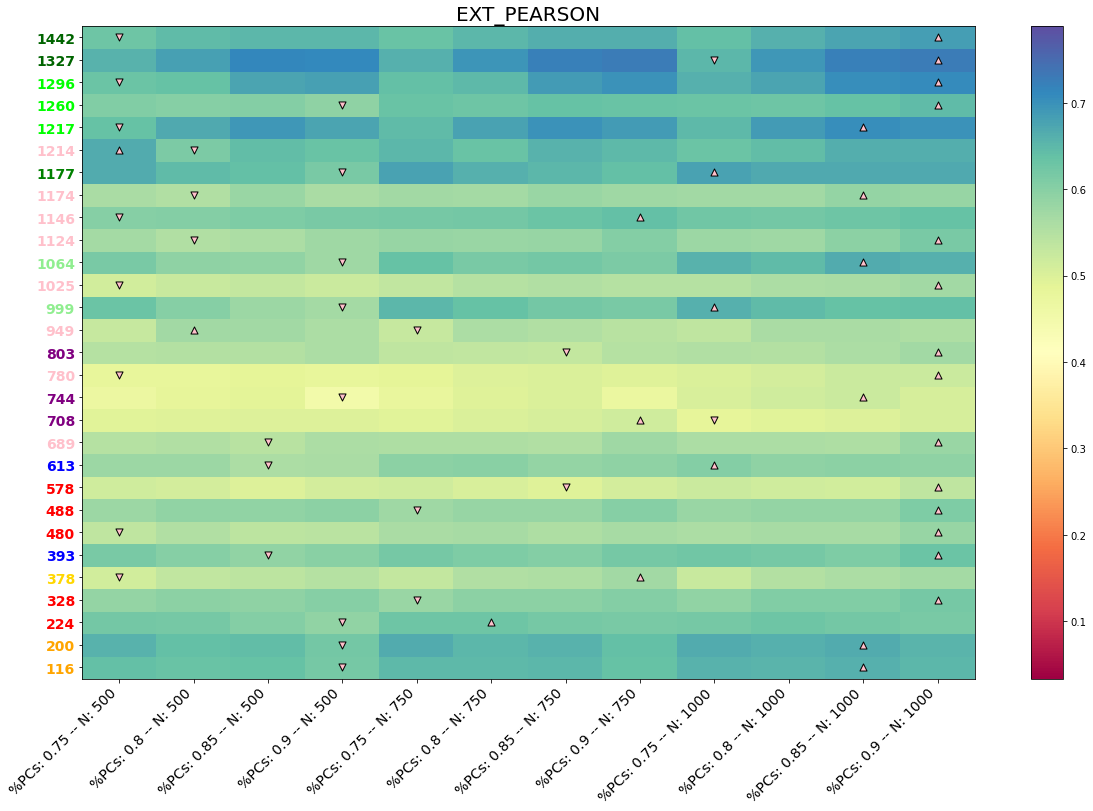 EXT_PEARSON
1442
1327
1296
1260
1217
1214
1177
1174
1146
1124
1064
1025
999
949
803
780
744
708
689
613
578
488
480
393
378
328
224
200
116
0.7
0.6
0.5
0.4
0.3
0.2
0.1
%PCs: 0.75 -- N: 500
%PCs: 0.8 -- N: 500
%PCs: 0.85 -- N: 500
%PCs: 0.9 -- N: 500
%PCs: 0.75 -- N: 750
%PCs: 0.8 -- N: 750
%PCs: 0.85 -- N: 750
%PCs: 0.9 -- N: 750
%PCs: 0.75 -- N: 1000
%PCs: 0.8 -- N: 1000
%PCs: 0.85 -- N: 1000
%PCs: 0.9 -- N: 1000